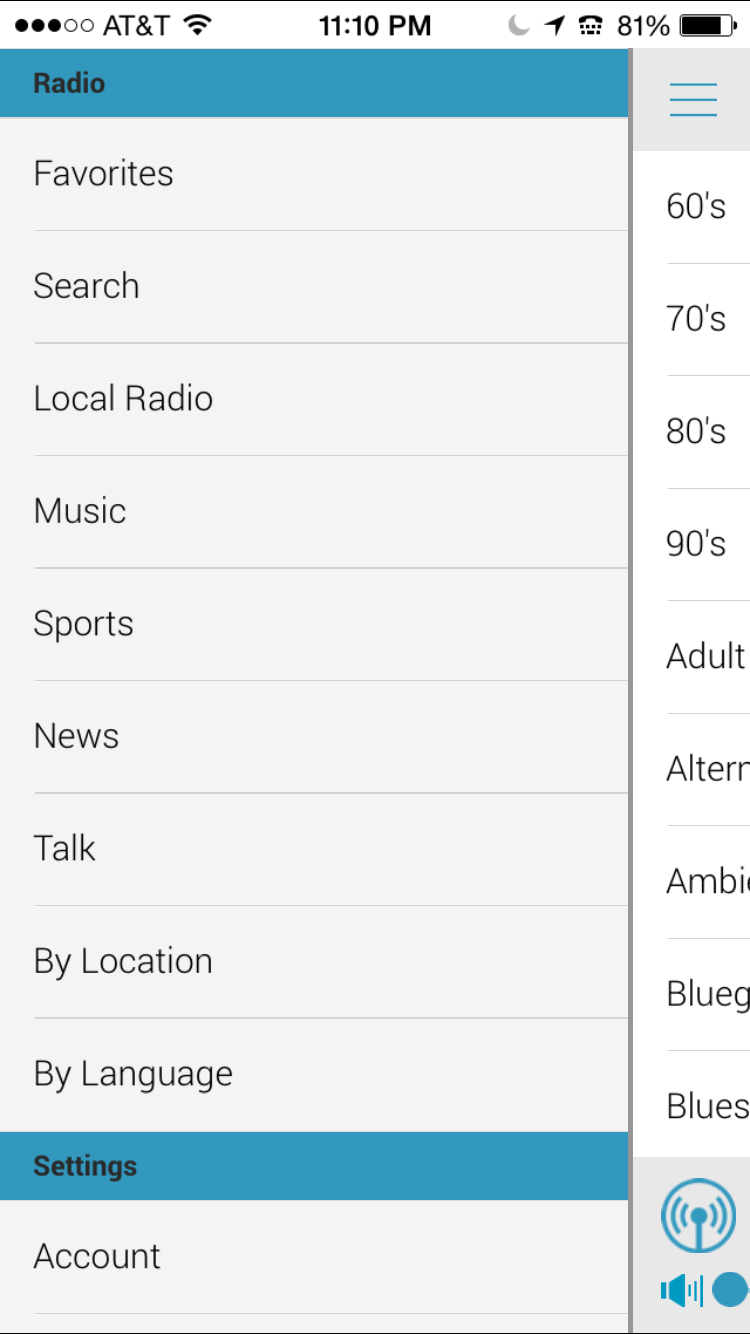 AT&T 11:10 PM 81%
Radio
Favorites
Search
Local Radio
Music
Sports
News
Talk
By Location
By Language
Settings
Account
60's
70's
80's
90's
Adult
Altern
Ambie
Blueg
Blues